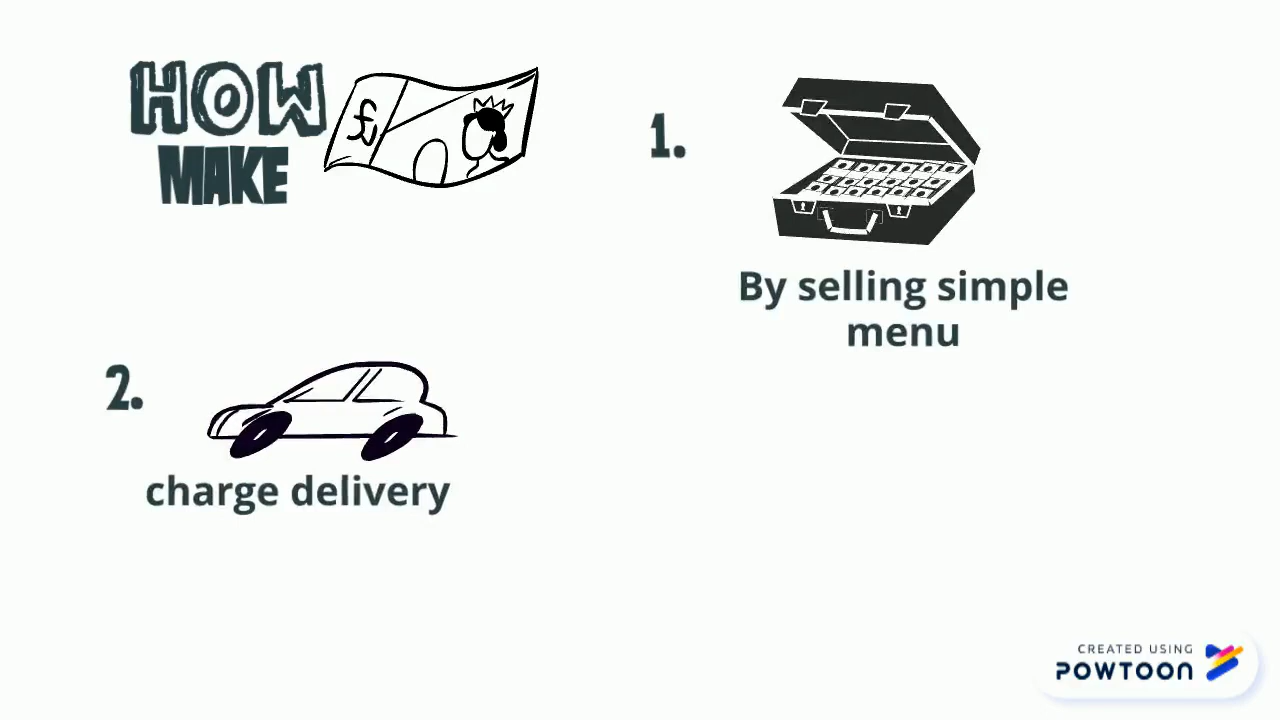 HOW
MAKE
£
1.
By selling simple
menu
2.
charge delivery
CREATED USING
POWTOON